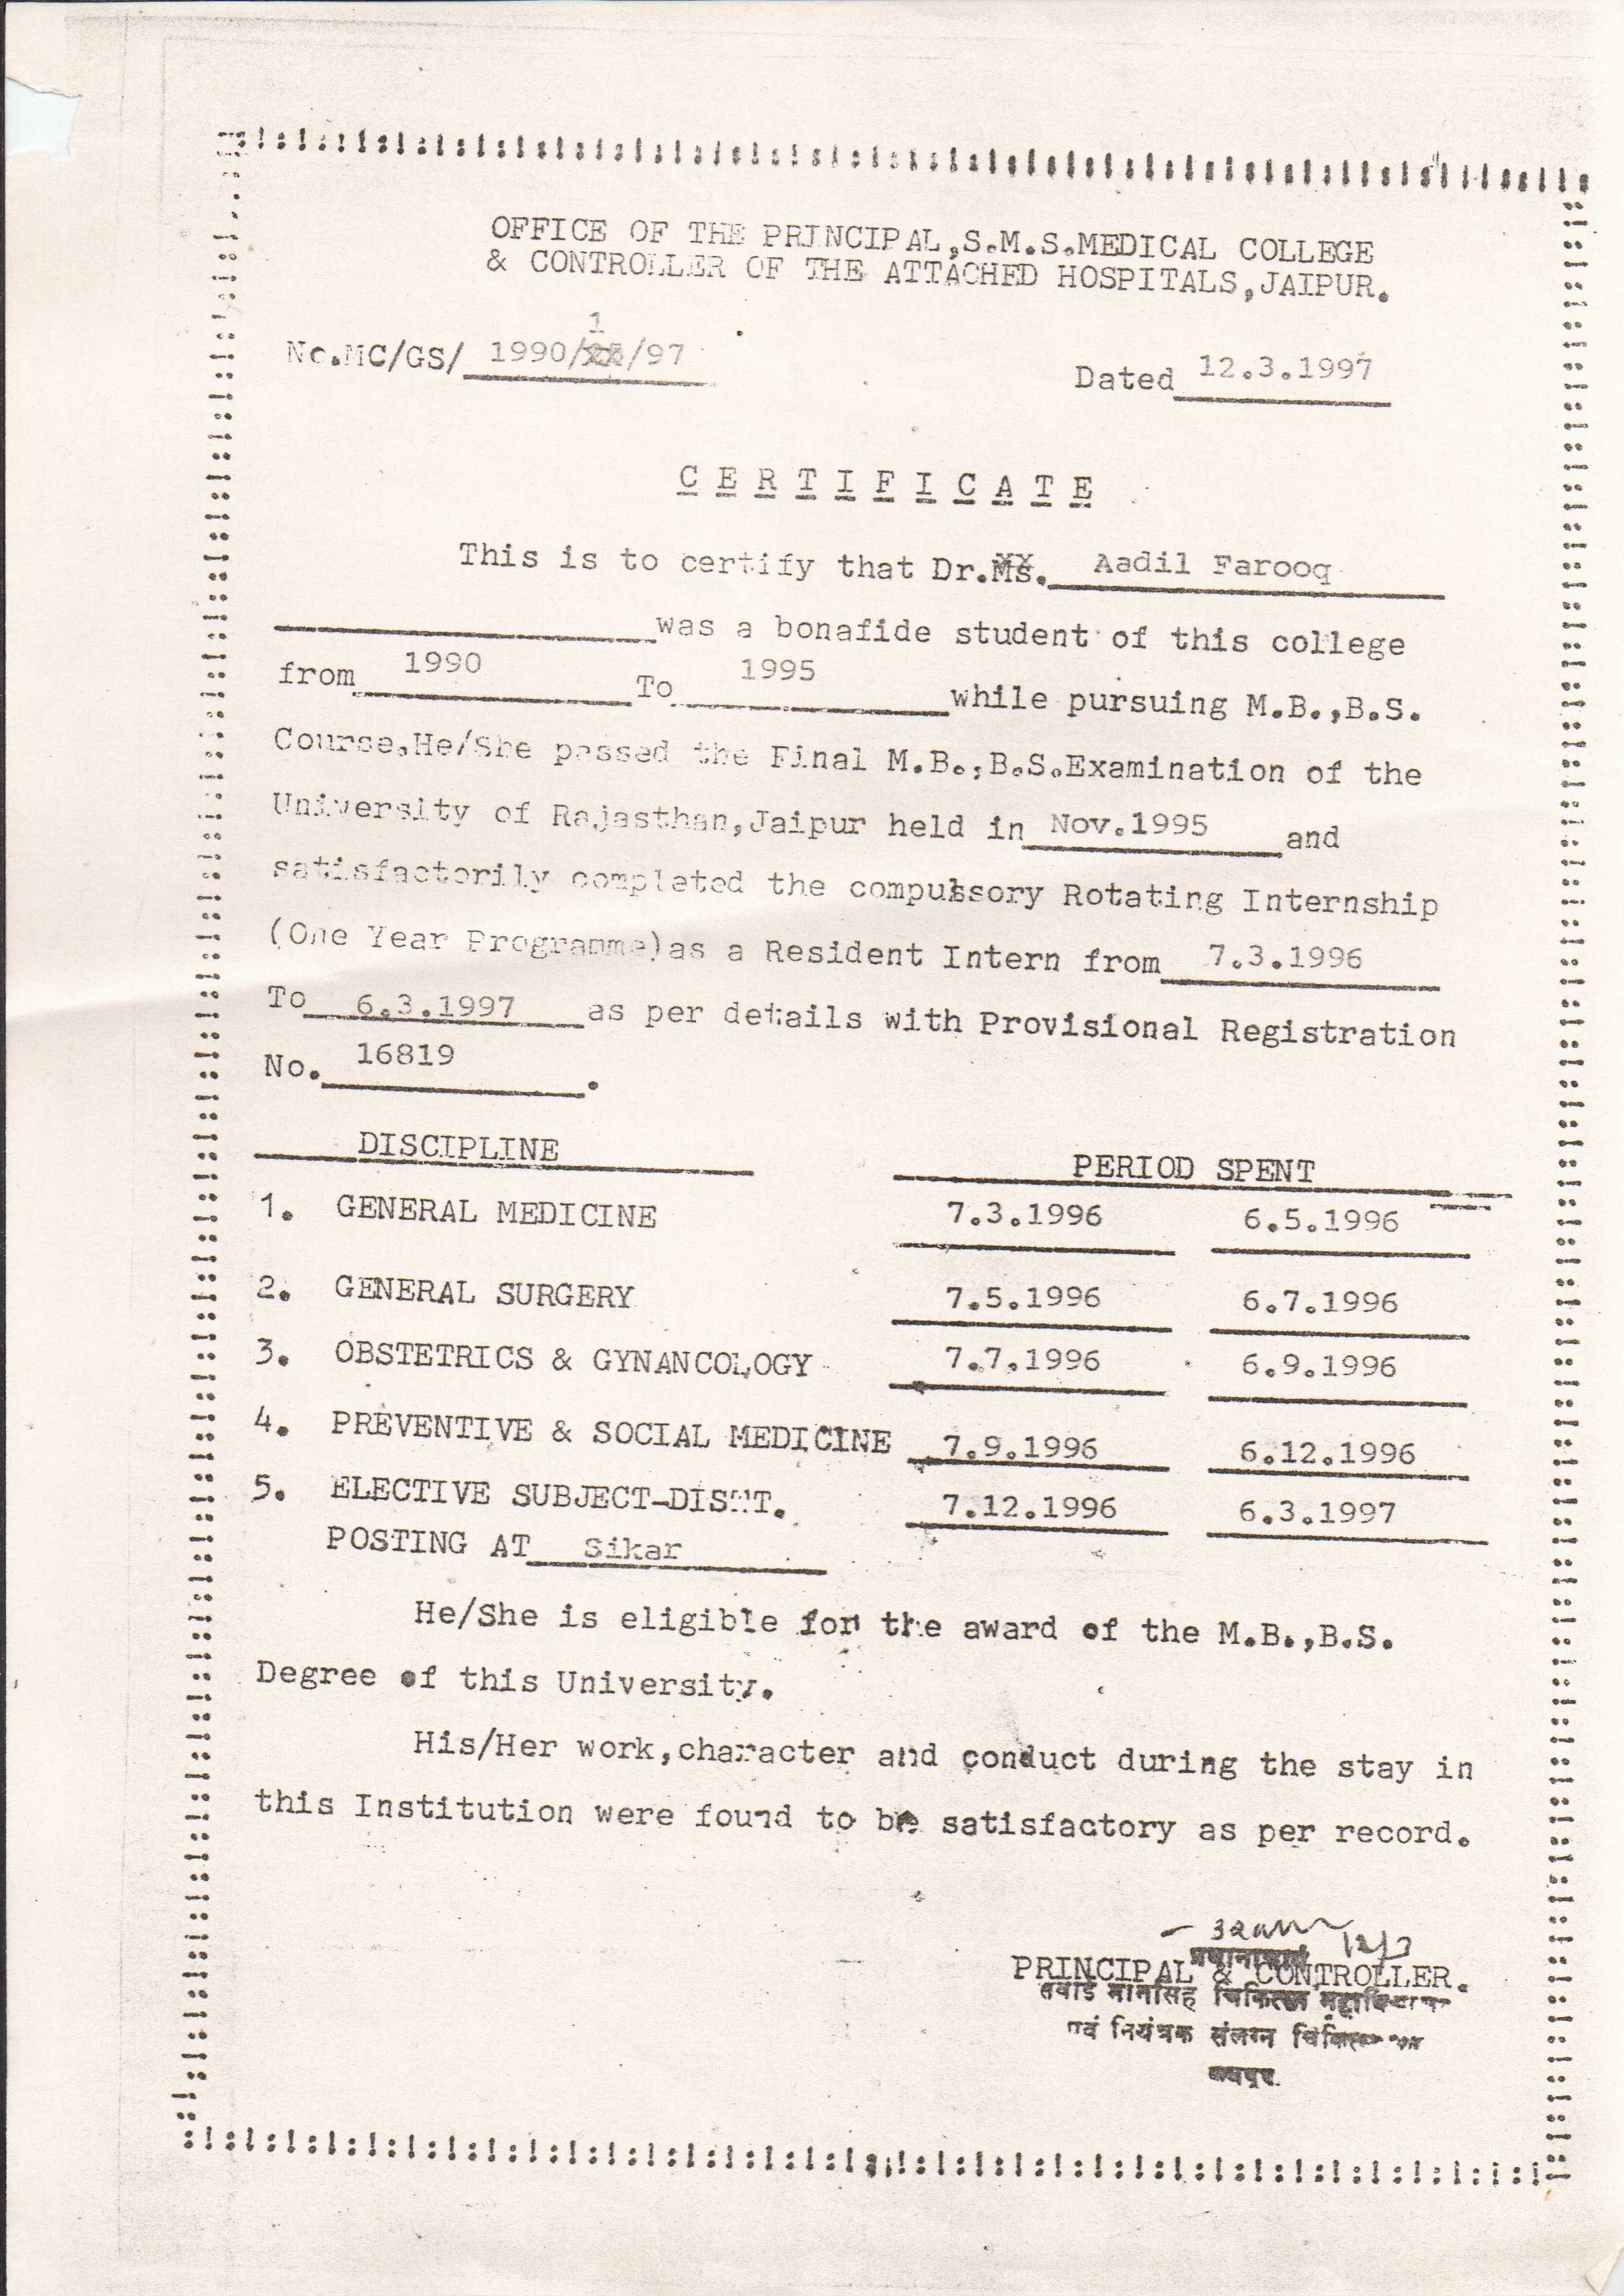 OFFICE OF THE PRINCIPAL,S.M.S.MEDICAL COLLEGE
& CONTROLLER OF THE ATTACHED HOSPITALS,JAIPUR.
1
No.MC/GS/ 1990/ /97
Dated 12.3.1997
CERTIFICATE
This is to certify that Dr.Ms. Aadil Farooq
was a bonafide student of this college
from 1990 To 1995 while pursuing M.B.,B.S.
Course,He/She passed the Final M.B.,B.S.Examination of the
University of Rajasthan,Jaipur held in Nov.1995 and
satisfactorily completed the compulssory Rotating Internship
(One Year Programme)as a Resident Intern from 7.3.1996
To 6.3.1997 as per details with Provisional Registration
No. 16819.
DISCIPLINE PERIOD SPENT
1. GENERAL MEDICINE 7.3.1996 6.5.1996
2. GENERAL SURGERY 7.5.1996 6.7.1996
3. OBSTETRICS & GYNANCOLOGY 7.7.1996 6.9.1996
4. PREVENTIVE & SOCIAL MEDICINE 7.9.1996 6.12.1996
5. ELECTIVE SUBJECT-DISTT. 7.12.1996 6.3.1997
POSTING AT Sikar
He/She is eligible for the award of the M.B.,B.S.
Degree of this University.
His/Her work,character and conduct during the stay in
this Institution were found to be satisfactory as per record.
प्रधानाचार्य
PRINCIPAL & CONTROLLER.
सवाई मानसिंह चिकित्सा महाविद्यालय
एवं नियंत्रक संलग्न
जयपुर.